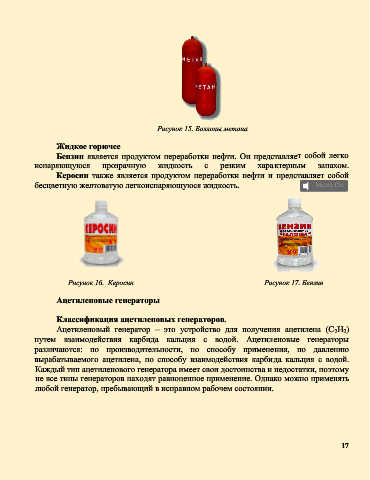 МЕТАН
МЕТАН
Рисунок 15. Баллоны метана
Жидкое горючее
Бензин является продуктом переработки нефти. Он представляет собой легко
испаряющуюся прозрачную жидкость с резким характерным запахом.
Керосин также является продуктом переработки нефти и представляет собой
бесцветную желтоватую легкоиспаряющуюся жидкость.
КЕРОСИН
БЕНЗИН
Рисунок 16. Керосин
Рисунок 17. Бензин
Ацетиленовые генераторы
Классификация ацетиленовых генераторов.
Ацетиленовый генератор – это устройство для получения ацетилена (C₂H₂)
путем взаимодействия карбида кальция с водой. Ацетиленовые генераторы
различаются: по производительности, по способу применения, по давлению
вырабатываемого ацетилена, по способу взаимодействия карбида кальция с водой.
Каждый тип ацетиленового генератора имеет свои достоинства и недостатки, поэтому
не все типы генераторов находят равноценное применение. Однако можно применять
любой генератор, пребывающий в исправном рабочем состоянии.
17